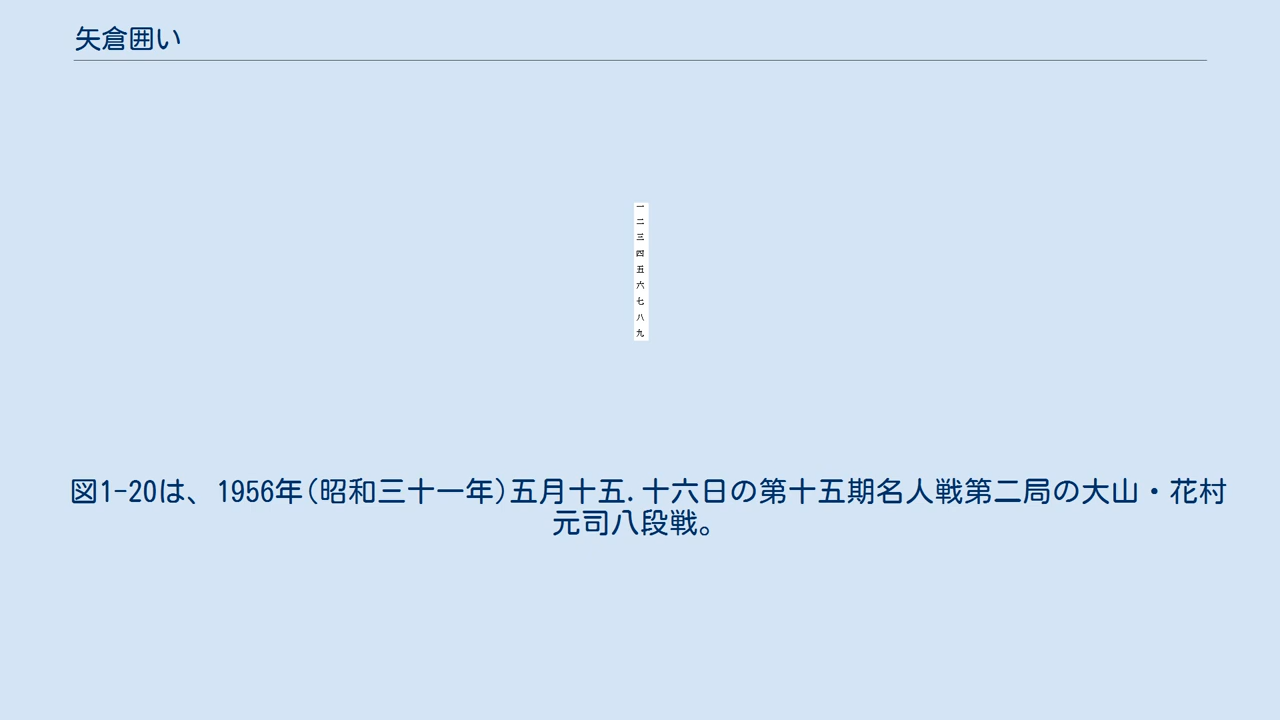 矢倉囲い
一
二
三
四
五
六
七
八
九
図1-20は、1956年(昭和三十一年)五月十五.十六日の第十五期名人戦第二局の大山・花村
元司八段戦。